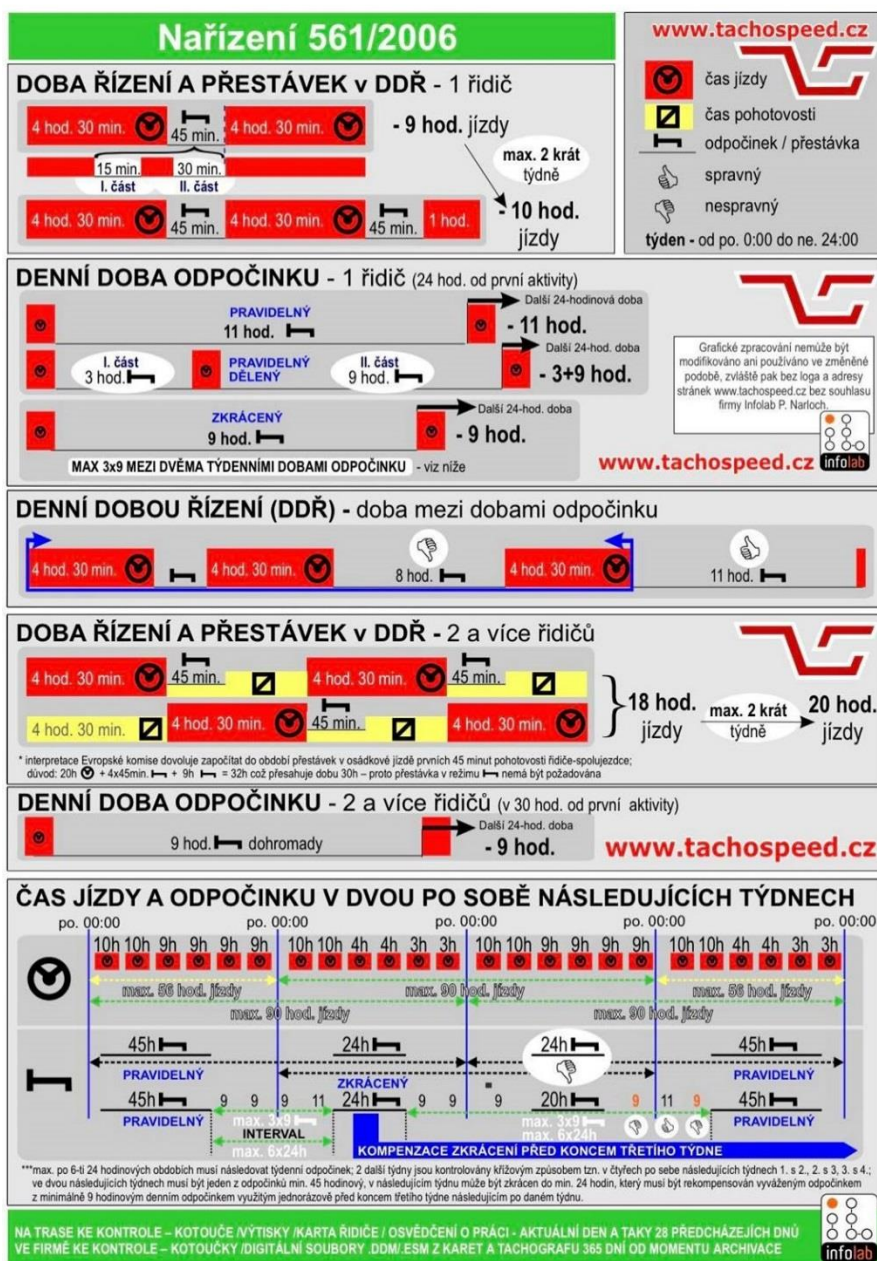 Nařízení 561/2006
www.tachospeed.cz
čas jízdy
čas pohotovosti
odpočinek / přestávka
spravný
nespravný
týden - od po. 0:00 do ne. 24:00
DOBA ŘÍZENÍ A PŘESTÁVEK v DDŘ - 1 řidič
4 hod. 30 min.
45 min.
4 hod. 30 min.
- 9 hod. jízdy
15 min.
30 min.
I. část
II. část
max. 2 krát
týdně
4 hod. 30 min.
45 min.
4 hod. 30 min.
45 min.
1 hod.
- 10 hod.
jízdy
DENNÍ DOBA ODPOČINKU - 1 řidič (24 hod. od první aktivity)
PRAVIDELNÝ
11 hod.
Další 24-hodinová doba
- 11 hod.
I. část
3 hod.
PRAVIDELNÝ
DĚLENÝ
II. část
9 hod.
Další 24-hod. doba
- 3+9 hod.
ZKRÁCENÝ
9 hod.
Další 24-hod. doba
- 9 hod.
MAX 3x9 MEZI DVĚMA TÝDENNÍMI DOBAMI ODPOČINKU - viz níže
Grafické zpracování nemůže být
modifikováno ani používáno ve změněné
podobě, zvláště pak bez loga a adresy
stránek www.tachospeed.cz bez souhlasu
firmy Infolab P. Narloch.
www.tachospeed.cz
infolab
DENNÍ DOBOU ŘÍZENÍ (DDŘ) - doba mezi dobami odpočinku
4 hod. 30 min.
4 hod. 30 min.
8 hod.
4 hod. 30 min.
11 hod.
DOBA ŘÍZENÍ A PŘESTÁVEK v DDŘ - 2 a více řidičů
4 hod. 30 min.
45 min.
4 hod. 30 min.
45 min.
4 hod. 30 min.
4 hod. 30 min.
45 min.
4 hod. 30 min.
18 hod.
jízdy
max. 2 krát
týdně
20 hod.
jízdy
* interpretace Evropské komise dovoluje započítat do období přestávek v osádkové jízdě prvních 45 minut pohotovosti řidiče-spolujezdce;
důvod: 20h + 4x45min. + 9h = 32h což přesahuje dobu 30h – proto přestávka v režimu nemá být požadována
DENNÍ DOBA ODPOČINKU - 2 a více řidičů (v 30 hod. od první aktivity)
9 hod. dohromady
Další 24-hod. doba
- 9 hod.
www.tachospeed.cz
ČAS JÍZDY A ODPOČINKU V DVOU PO SOBĚ NÁSLEDUJÍCÍCH TÝDNECH
po. 00:00 po. 00:00 po. 00:00 po. 00:00 po. 00:00
10h 10h 9h 9h 9h 9h 10h 10h 4h 4h 3h 3h 10h 10h 9h 9h 9h 9h 10h 10h 4h 4h 3h 3h
max. 56 hod. jízdy max. 90 hod. jízdy max. 56 hod. jízdy
max. 90 hod. jízdy max. 90 hod. jízdy
45h 24h 24h 45h
PRAVIDELNÝ ZKRÁCENÝ PRAVIDELNÝ
45h 9 9 9 11 24h 9 9 9 20h 9 11 9 45h
PRAVIDELNÝ max. 3x9 max. 3x9 PRAVIDELNÝ
INTERVAL max. 6x24h
max. 6x24h
KOMPENZACE ZKRÁCENÍ PŘED KONCEM TŘETÍHO TÝDNE
***max. po 6-ti 24 hodinových obdobích musí následovat týdenní odpočinek; 2 další týdny jsou kontrolovány křížovým způsobem tzn. v čtyřech po sebe následujících týdnech 1. s 2., 2. s 3, 3. s 4.;
ve dvou následujících týdnech musí být jeden z odpočinků min. 45 hodinový, v následujícím týdnu může být zkrácen do min. 24 hodin, který musí být rekompensován vyváženým odpočinkem
z minimálně 9 hodinovým denním odpočinkem využitým jednorázově před koncem třetího týdne následujícím po daném týdnu.
NA TRASE KE KONTROLE – KOTOUČE /VÝTISKY /KARTA ŘIDIČE / OSVĚDČENÍ O PRÁCI - AKTUÁLNÍ DEN A TAKY 28 PŘEDCHÁZEJÍCÍH DNŮ
VE FIRMĚ KE KONTROLE – KOTOUČKY /DIGITÁLNÍ SOUBORY .DDM/.ESM Z KARET A TACHOGRAFU 365 DNÍ OD MOMENTU ARCHIVACE
infolab